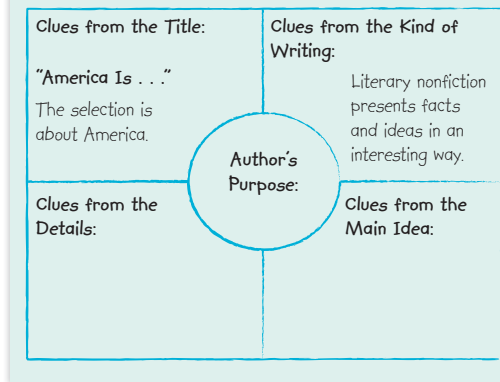 Clues from the Title:
"America Is . . ."
The selection is
about America.
Clues from the Kind of
Writing:
Literary nonfiction
presents facts
and ideas in an
interesting way.
Author's
Purpose:
Clues from the
Details:
Clues from the
Main Idea: